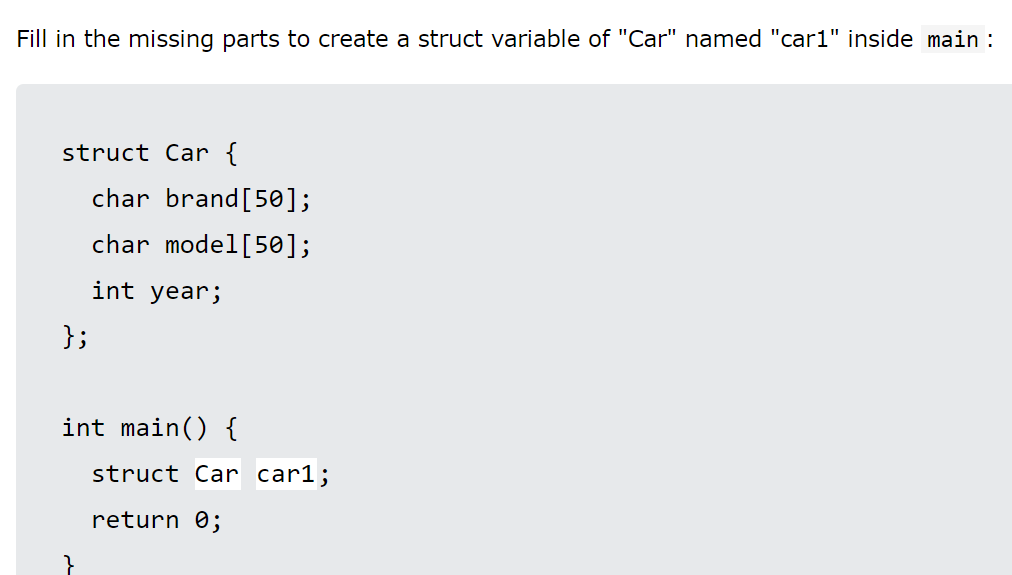 Fill in the missing parts to create a struct variable of "Car" named "car1" inside main:
struct Car {
  char brand[50];
  char model[50];
  int year;
};
int main() {
  struct Car car1;
  return 0;
}